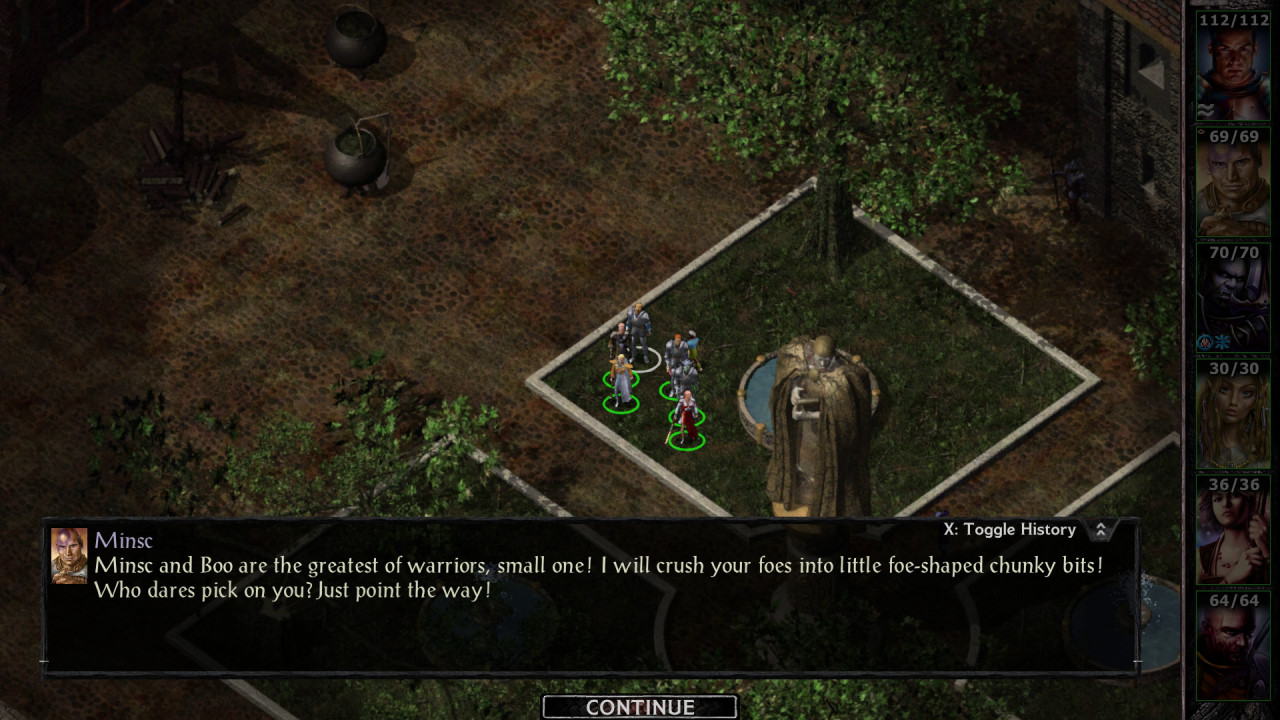 112/112
69/69
70/70
30/30
36/36
64/64
X: Toggle History
Minsc
Minsc and Boo are the greatest of warriors, small one! I will crush your foes into little foe-shaped chunky bits!
Who dares pick on you? Just point the way!
CONTINUE